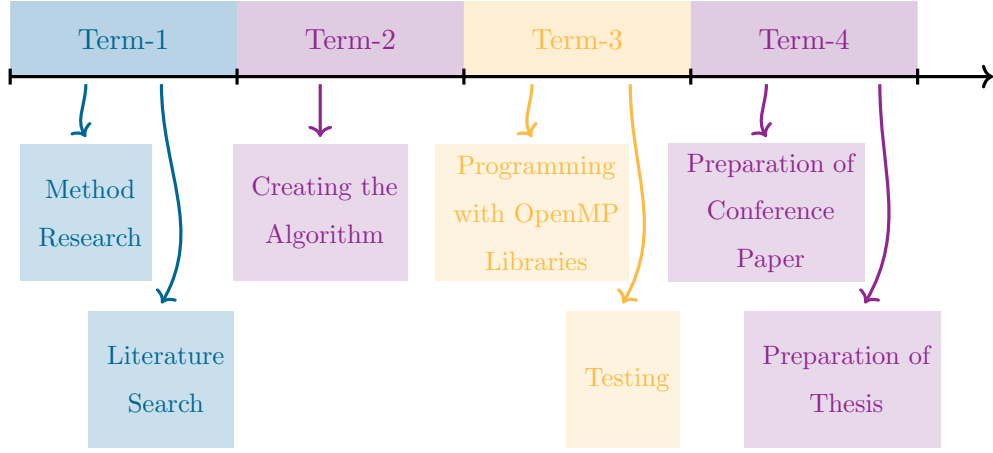 Term-1
Term-2
Term-3
Term-4
Method
Research
Creating the
Algorithm
Programming
with OpenMP
Libraries
Preparation of
Conference
Paper
Literature
Search
Testing
Preparation of
Thesis